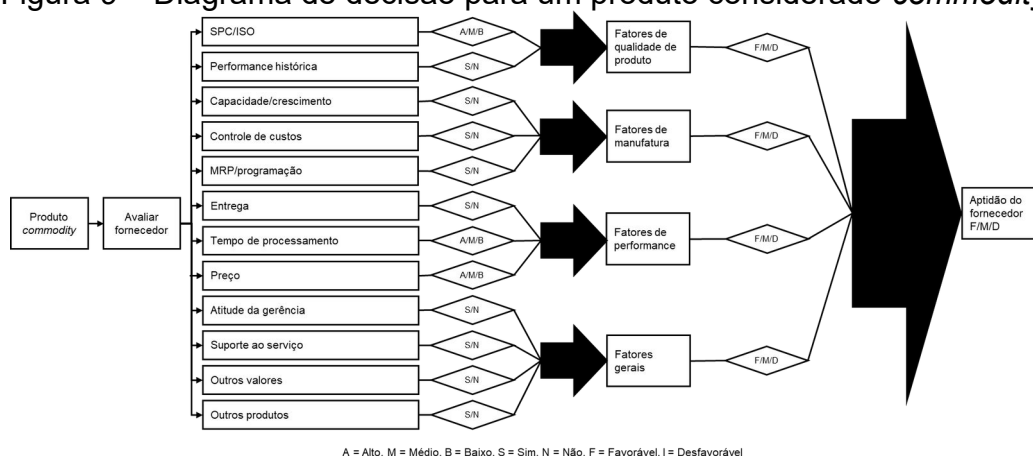 Figura 9 – Diagrama de decisão para um produto considerado commodity
SPC/ISO
A/M/B
Performance histórica
S/N
Fatores de
qualidade de
produto
F/M/D
Capacidade/crescimento
S/N
Controle de custos
S/N
MRP/programação
S/N
Fatores de
manufatura
F/M/D
Produto
commodity
Avaliar
fornecedor
Entrega
S/N
Tempo de processamento
A/M/B
Preço
A/M/B
Fatores de
performance
F/M/D
Atitude da gerência
S/N
Suporte ao serviço
S/N
Outros valores
S/N
Outros produtos
S/N
Fatores
gerais
F/M/D
Aptidão do
fornecedor
F/M/D
A = Alto, M = Médio, B = Baixo, S = Sim, N = Não, F = Favorável, I = Desfavorável